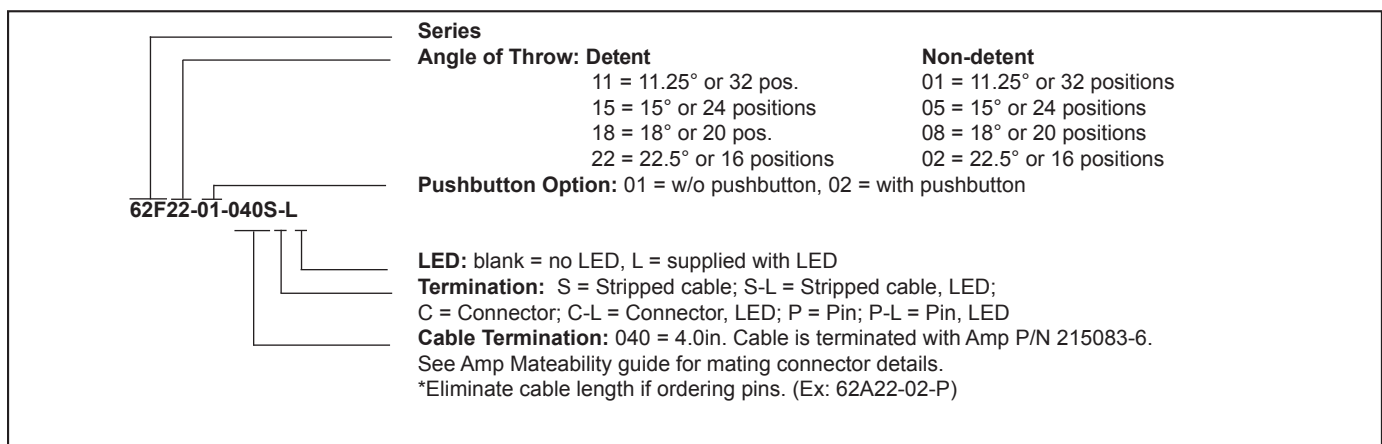 Series
Angle of Throw: Detent Non-detent
11 = 11.25° or 32 pos. 01 = 11.25° or 32 positions
15 = 15° or 24 positions 05 = 15° or 24 positions
18 = 18° or 20 pos. 08 = 18° or 20 positions
22 = 22.5° or 16 positions 02 = 22.5° or 16 positions
Pushbutton Option: 01 = w/o pushbutton, 02 = with pushbutton
62F22-01-040S-L
LED: blank = no LED, L = supplied with LED
Termination: S = Stripped cable; S-L = Stripped cable, LED;
C = Connector; C-L = Connector, LED; P = Pin; P-L = Pin, LED
Cable Termination: 040 = 4.0in. Cable is terminated with Amp P/N 215083-6.
See Amp Mateability guide for mating connector details.
*Eliminate cable length if ordering pins. (Ex: 62A22-02-P)